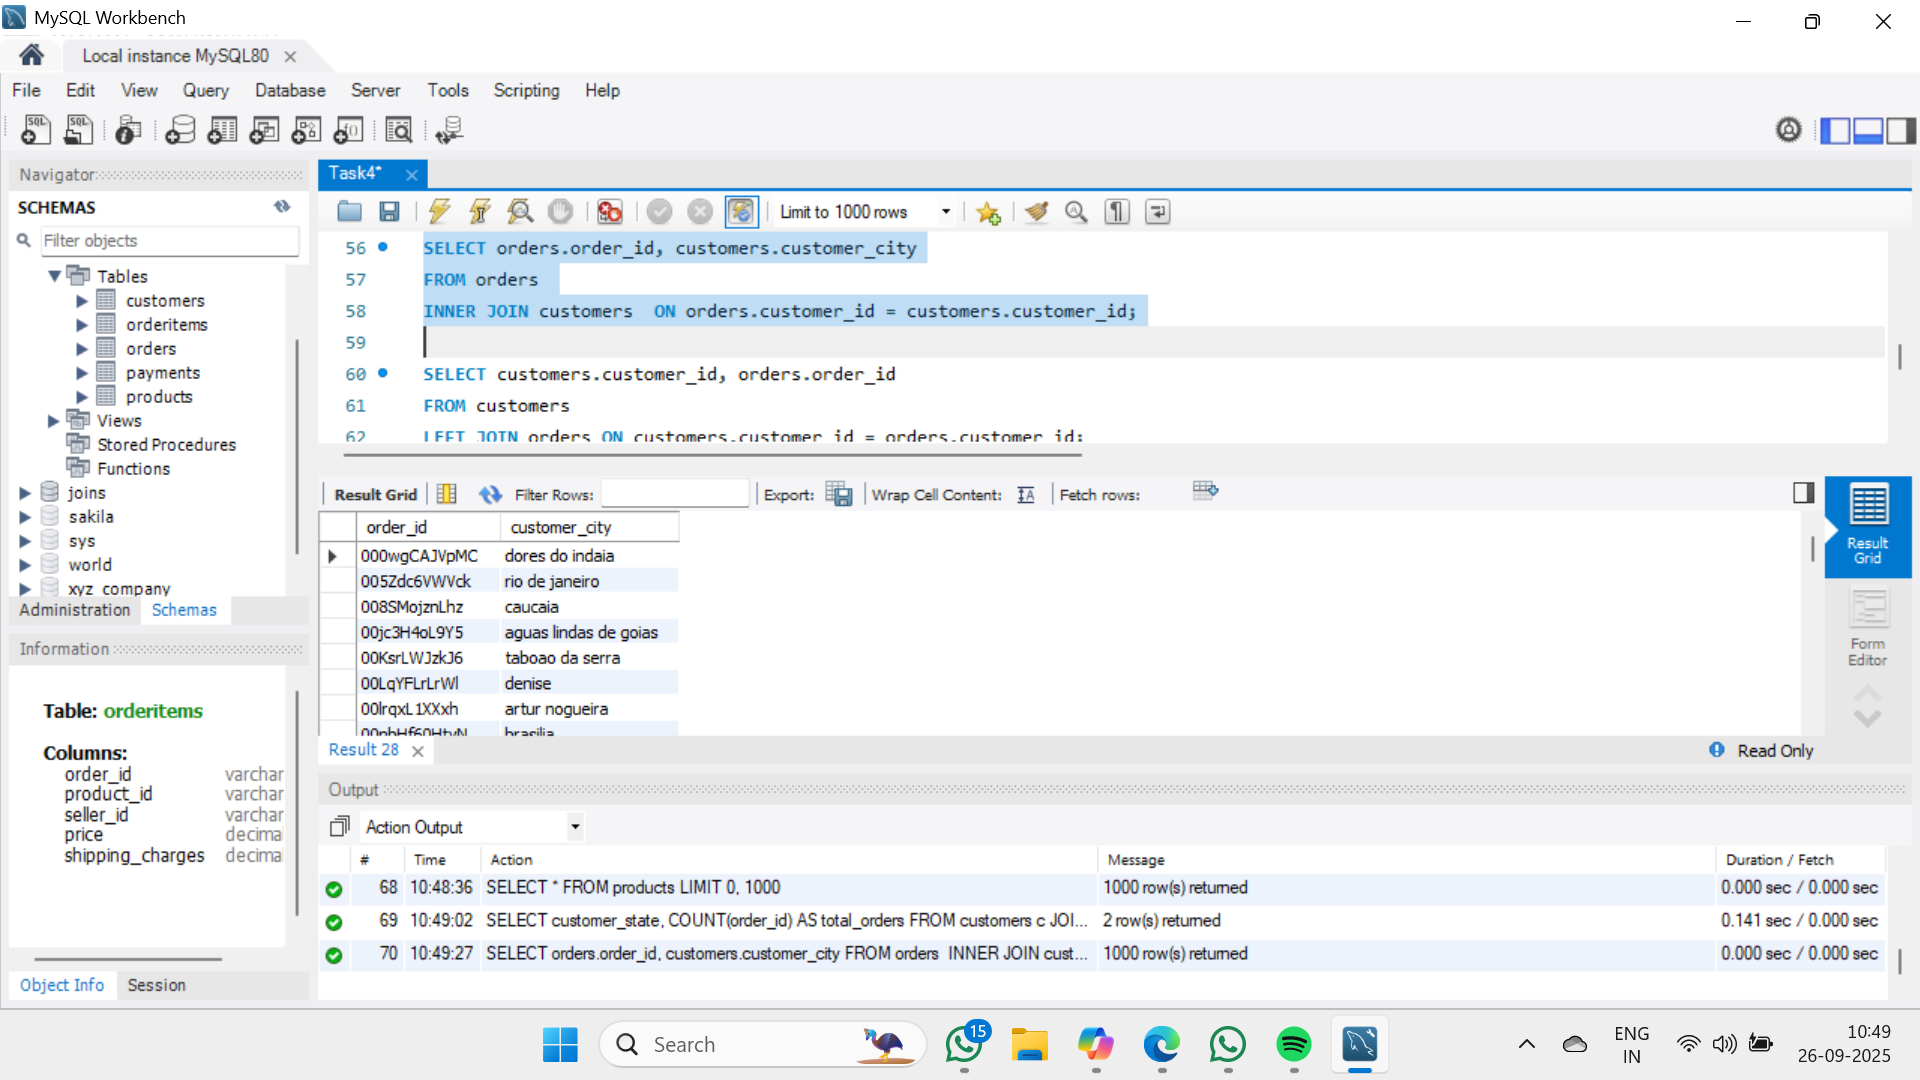 MySQL Workbench
Local instance MySQL80
File Edit View Query Database Server Tools Scripting Help
Navigator
Task4*
SCHEMAS
Limit to 1000 rows
Filter objects
Tables
customers
orderitems
orders
payments
products
Views
Stored Procedures
Functions
joins
sakila
sys
world
xyz_company
Administration Schemas
56 SELECT orders.order_id, customers.customer_city
57 FROM orders
58 INNER JOIN customers ON orders.customer_id = customers.customer_id;
59
60 SELECT customers.customer_id, orders.order_id
61 FROM customers
62 LEFT JOIN orders ON customers.customer_id = orders.customer_id;
Result Grid Filter Rows: Export: Wrap Cell Content: Fetch rows:
order_id customer_city
000wgCAJVpMC dores do indaia
005Zdc6VWVck rio de janeiro
008SMojznLhz caucaia
00jc3H4oL9Y5 aguas lindas de goias
00KsrLWJzkJ6 taboao da serra
00LqYFLrLrWl denise
00lrqxL1XXxh artur nogueira
brasilia
Result 28
Read Only
Result
Grid
Form
Editor
Information
Table: orderitems
Columns:
order_id varchar
product_id varchar
seller_id varchar
price decima
shipping_charges decima
Object Info Session
Output
Action Output
# Time Action Message Duration / Fetch
68 10:48:36 SELECT * FROM products LIMIT 0, 1000 1000 row(s) returned 0.000 sec / 0.000 sec
69 10:49:02 SELECT customer_state, COUNT(order_id) AS total_orders FROM customers c JOI... 2 row(s) returned 0.141 sec / 0.000 sec
70 10:49:27 SELECT orders.order_id, customers.customer_city FROM orders INNER JOIN cust... 1000 row(s) returned 0.000 sec / 0.000 sec
Search
15
ENG
IN
10:49
26-09-2025